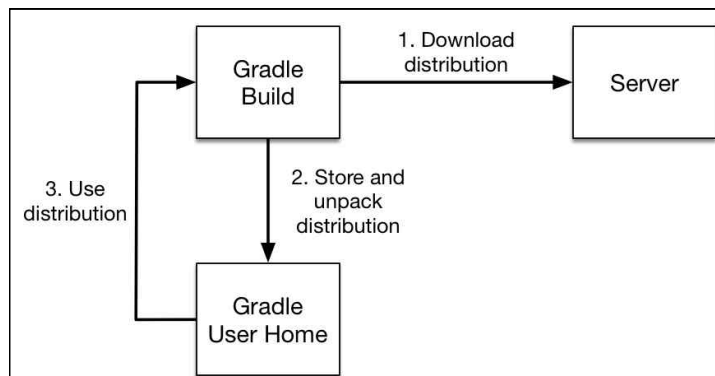 1. Download
distribution
Gradle
Build
Server
3. Use
distribution
2. Store and
unpack
distribution
Gradle
User Home